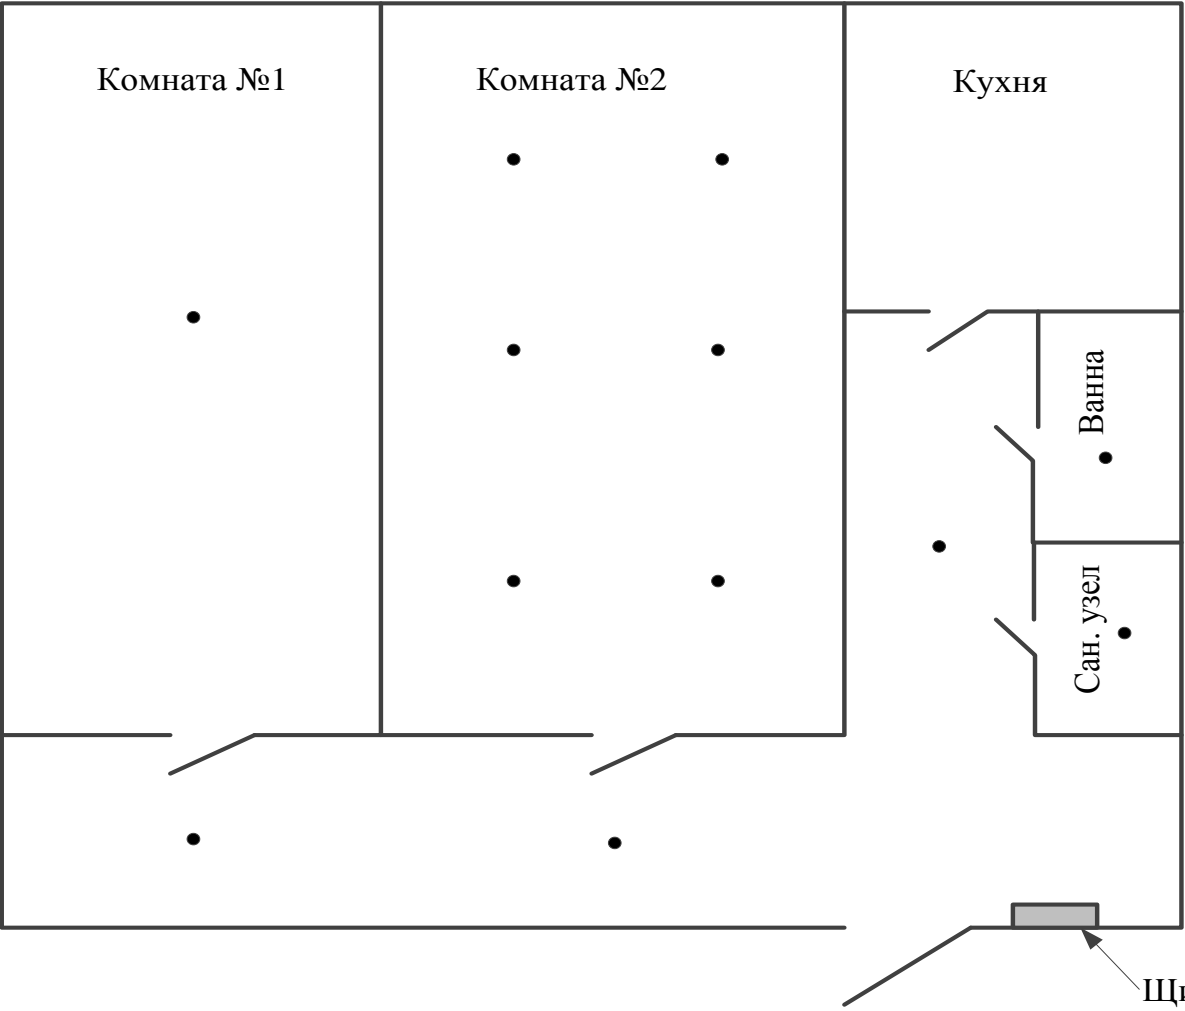 Комната №1
Комната №2
Кухня
Ванна
Сан. узел